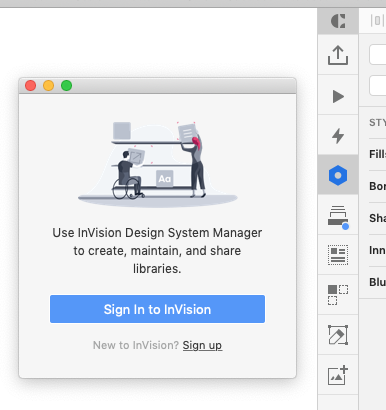 Aa
Use InVision Design System Manager
to create, maintain, and share
libraries.
Sign In to InVision
New to InVision? Sign up
STY
Fills
Bor
Sha
Inn
Blu